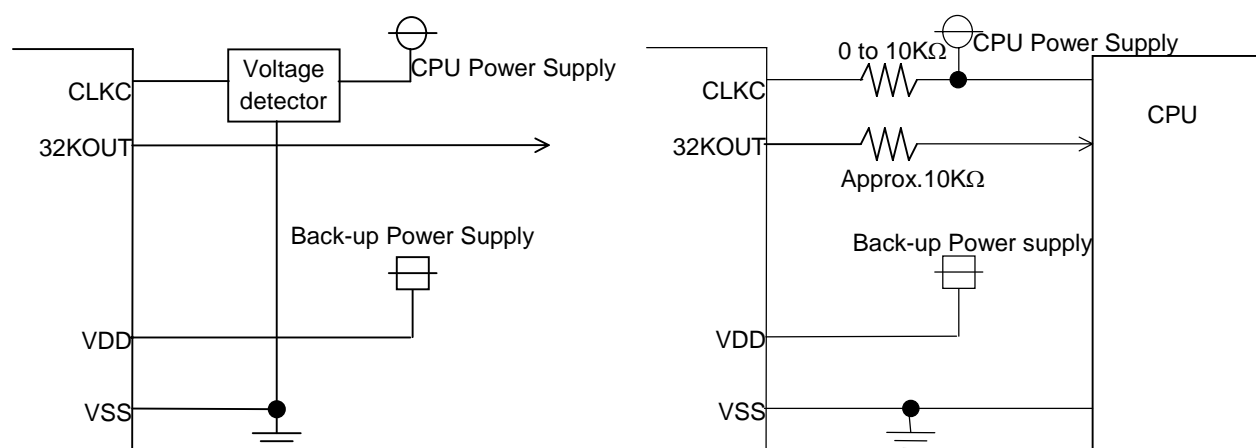 CLKC
Voltage
detector
CPU Power Supply
32KOUT
Back-up Power Supply
VDD
VSS
0 to 10KΩ
CPU Power Supply
CLKC
CPU
32KOUT
Approx.10KΩ
Back-up Power supply
VDD
VSS